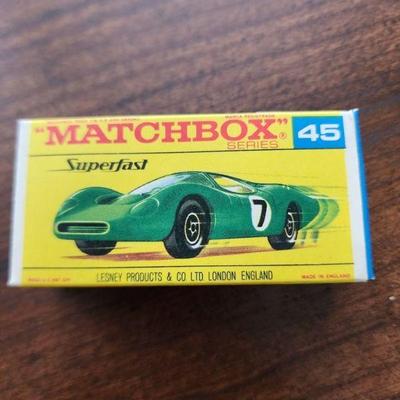 "MATCHBOX"® 45
SERIES
Superfast
7
LESNEY PRODUCTS & CO LTD. LONDON ENGLAND
MADE IN ENGLAND